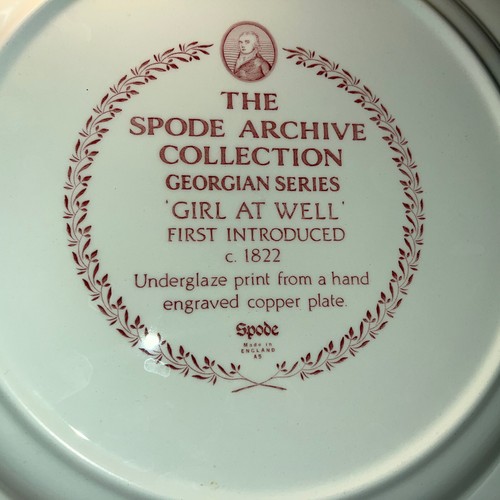 THE
SPODE ARCHIVE
COLLECTION
GEORGIAN SERIES
'GIRL AT WELL'
FIRST INTRODUCED
c. 1822
Underglaze print from a hand
engraved copper plate.
Spode
Made in
ENGLAND
A5